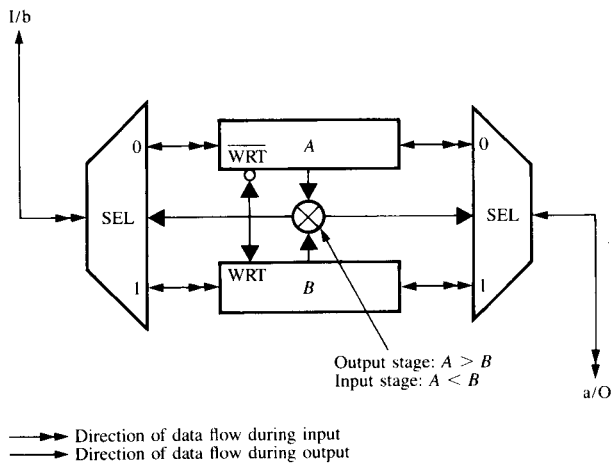 I/b
0
A
WRT
0
SEL
SEL
WRT
1
B
1
Output stage: A > B
Input stage: A < B
a/O
Direction of data flow during input
Direction of data flow during output